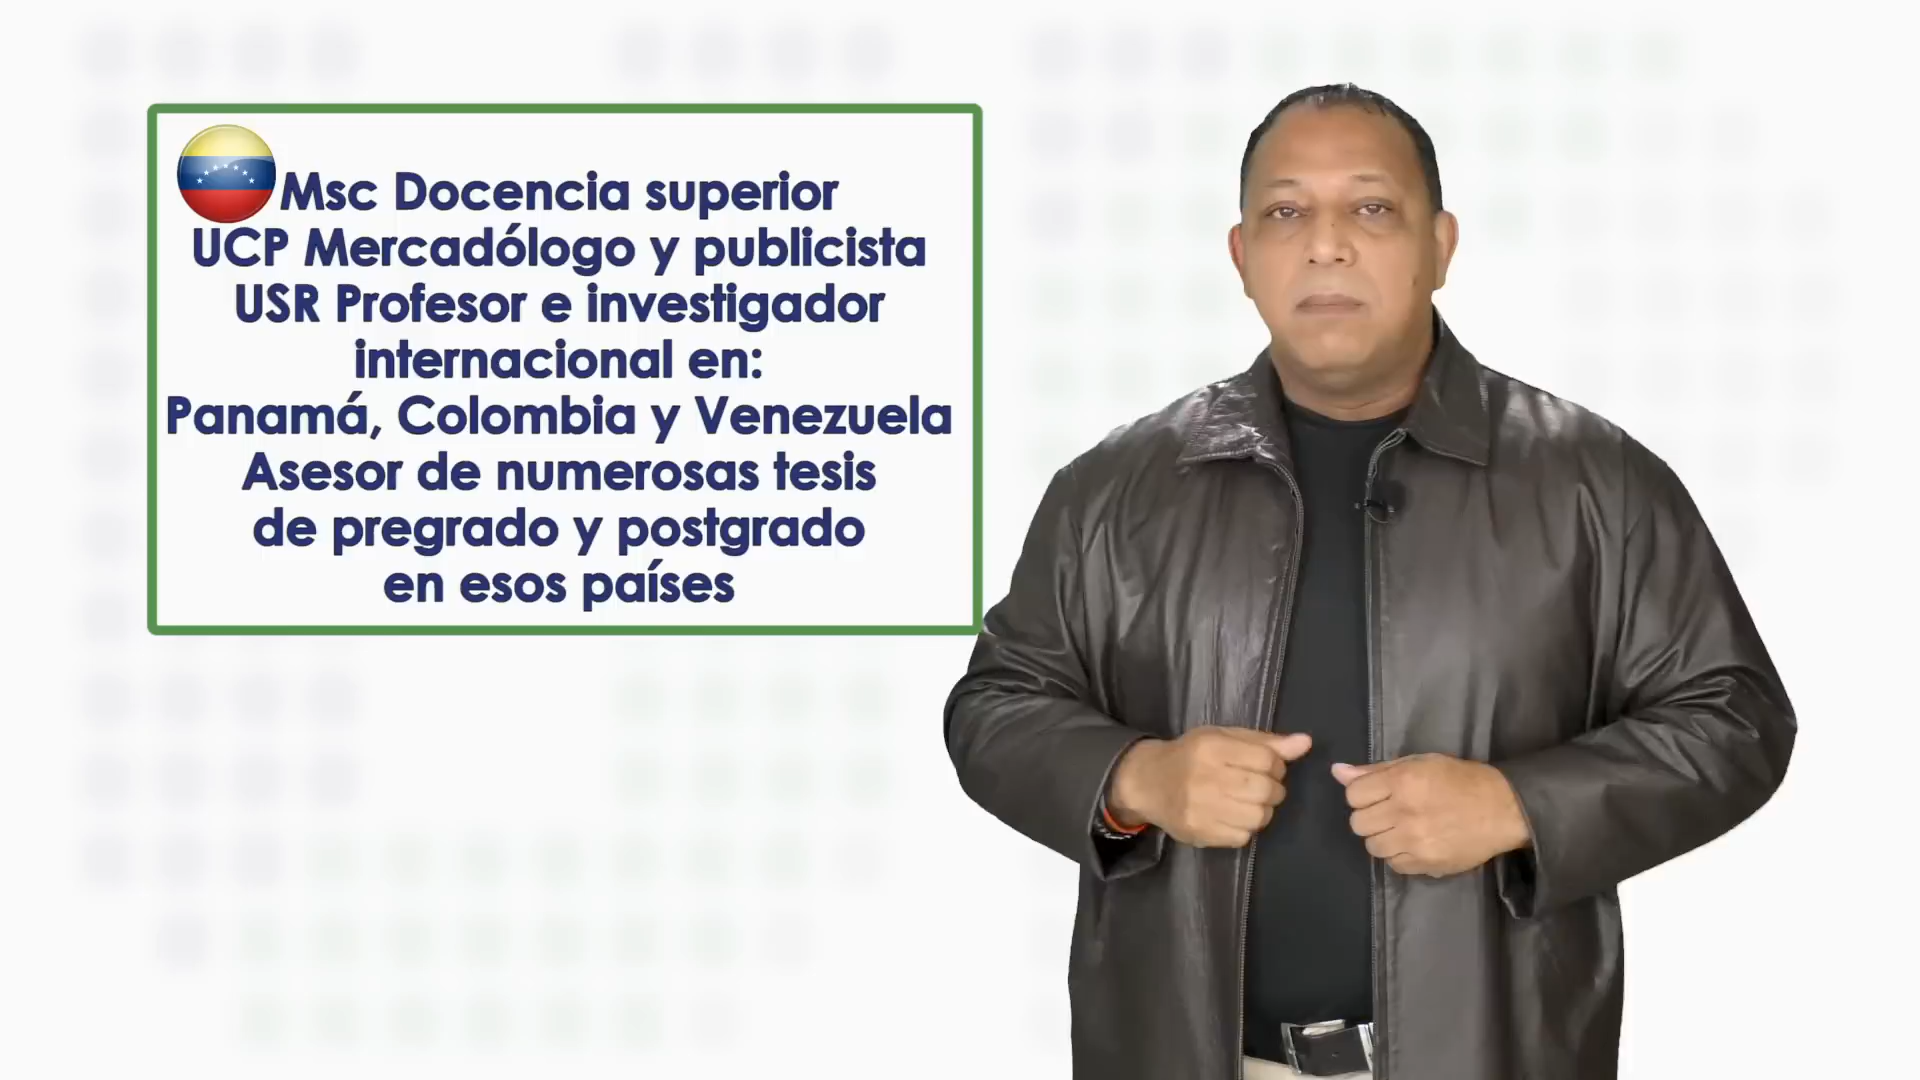 Msc Docencia superior
UCP Mercadólogo y publicista
USR Profesor e investigador
internacional en:
Panamá, Colombia y Venezuela
Asesor de numerosas tesis
de pregrado y postgrado
en esos países